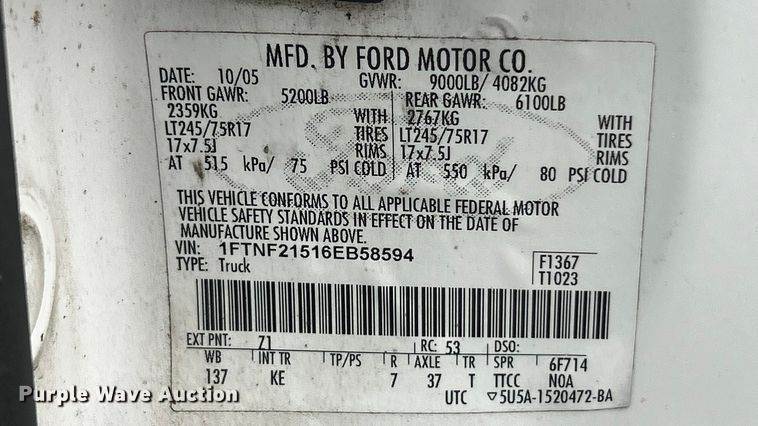 MFD. BY FORD MOTOR CO.
DATE: 10/05 GVWR: 9000LB/ 4082KG
FRONT GAWR: 5200LB REAR GAWR: 6100LB
2359KG WITH 2767KG WITH
LT245/75R17 TIRES LT245/75R17 TIRES
17x7.5J RIMS 17x7.5J RIMS
AT 515 kPa/ 75 PSI COLD AT 550 kPa/ 80 PSI COLD
Ford
THIS VEHICLE CONFORMS TO ALL APPLICABLE FEDERAL MOTOR
VEHICLE SAFETY STANDARDS IN EFFECT ON THE DATE OF
MANUFACTURE SHOWN ABOVE.
VIN: 1FTNF21516EB58594 F1367
TYPE: Truck T1023
EXT PNT: Z1 RC: 53 DSO:
WB INT TR TP/PS R AXLE TR SPR 6F714
137 KE 7 37 T TTCC NOA
UTC ▽5U5A-1520472-BA
Purple Wave Auction